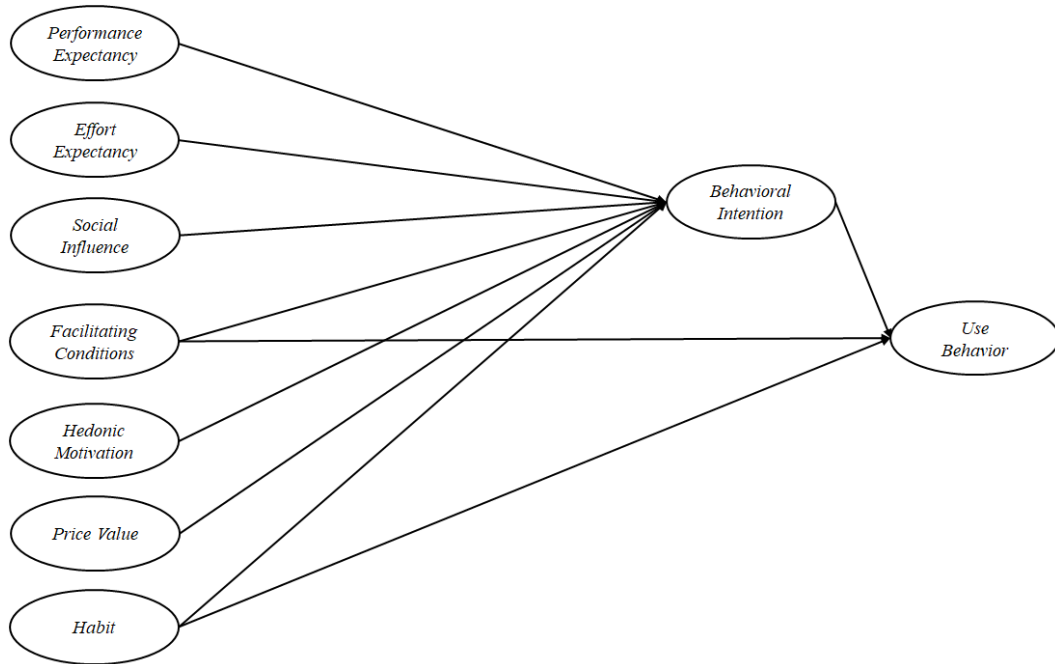 Performance
Expectancy
Effort
Expectancy
Social
Influence
Facilitating
Conditions
Hedonic
Motivation
Price Value
Habit
Behavioral
Intention
Use
Behavior